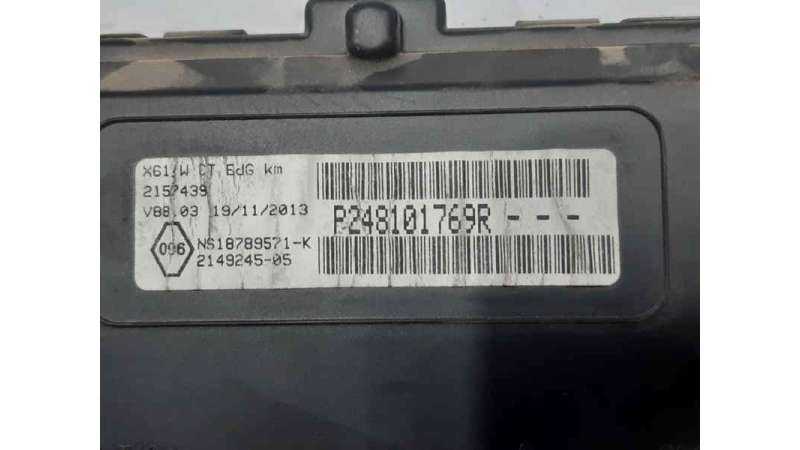 X61/W CT EdG km
2157439
V88.03 19/11/2013
P248101769R - - -
096
NS18789571-K
2149245-05